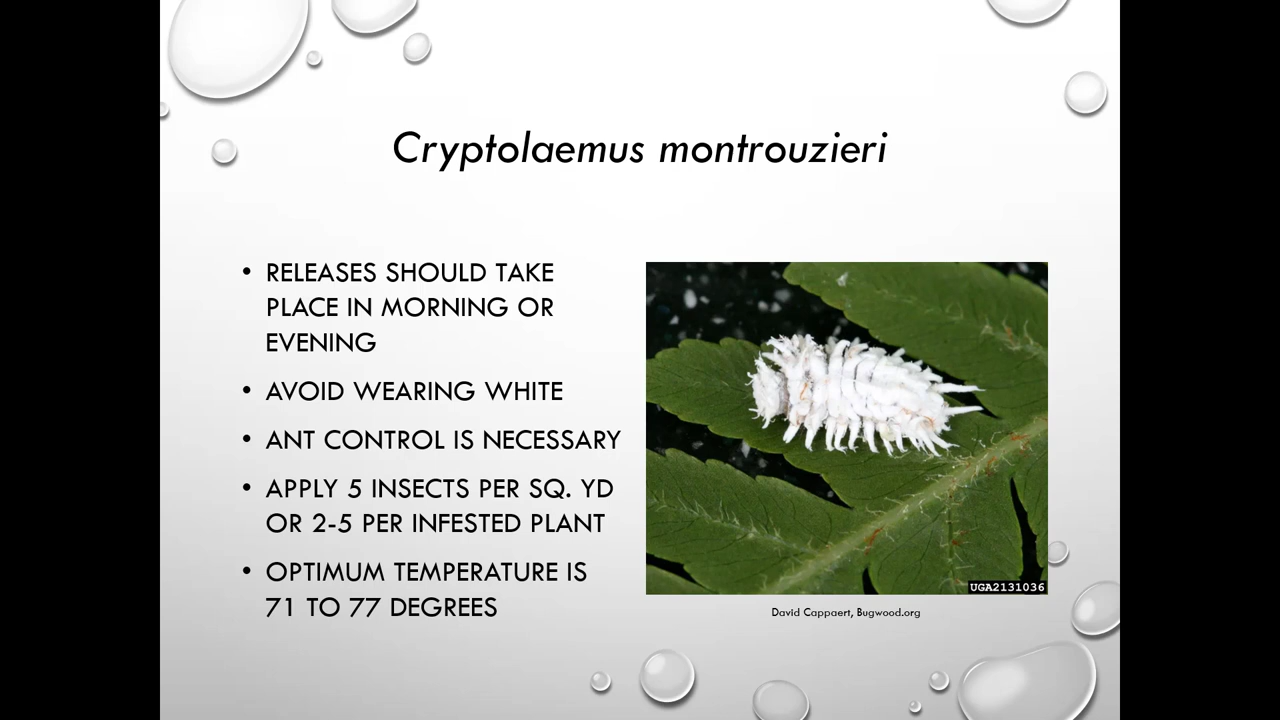 Cryptolaemus montrouzieri
• RELEASES SHOULD TAKE
PLACE IN MORNING OR
EVENING
• AVOID WEARING WHITE
• ANT CONTROL IS NECESSARY
• APPLY 5 INSECTS PER SQ. YD
OR 2-5 PER INFESTED PLANT
• OPTIMUM TEMPERATURE IS
71 TO 77 DEGREES
UGA2131036
David Cappaert, Bugwood.org